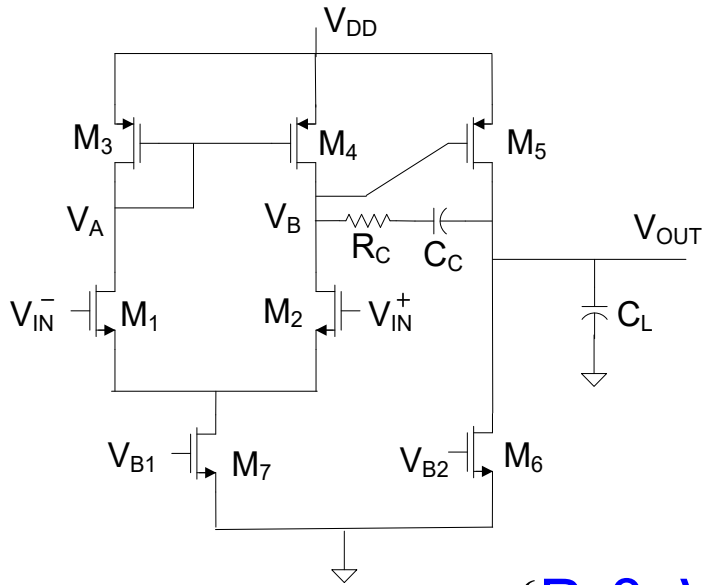 V_DD
M_3
M_4
M_5
V_A
V_B
R_C
C_C
V_OUT
V_IN^-
M_1
M_2
V_IN^+
C_L
V_B1
M_7
V_B2
M_6